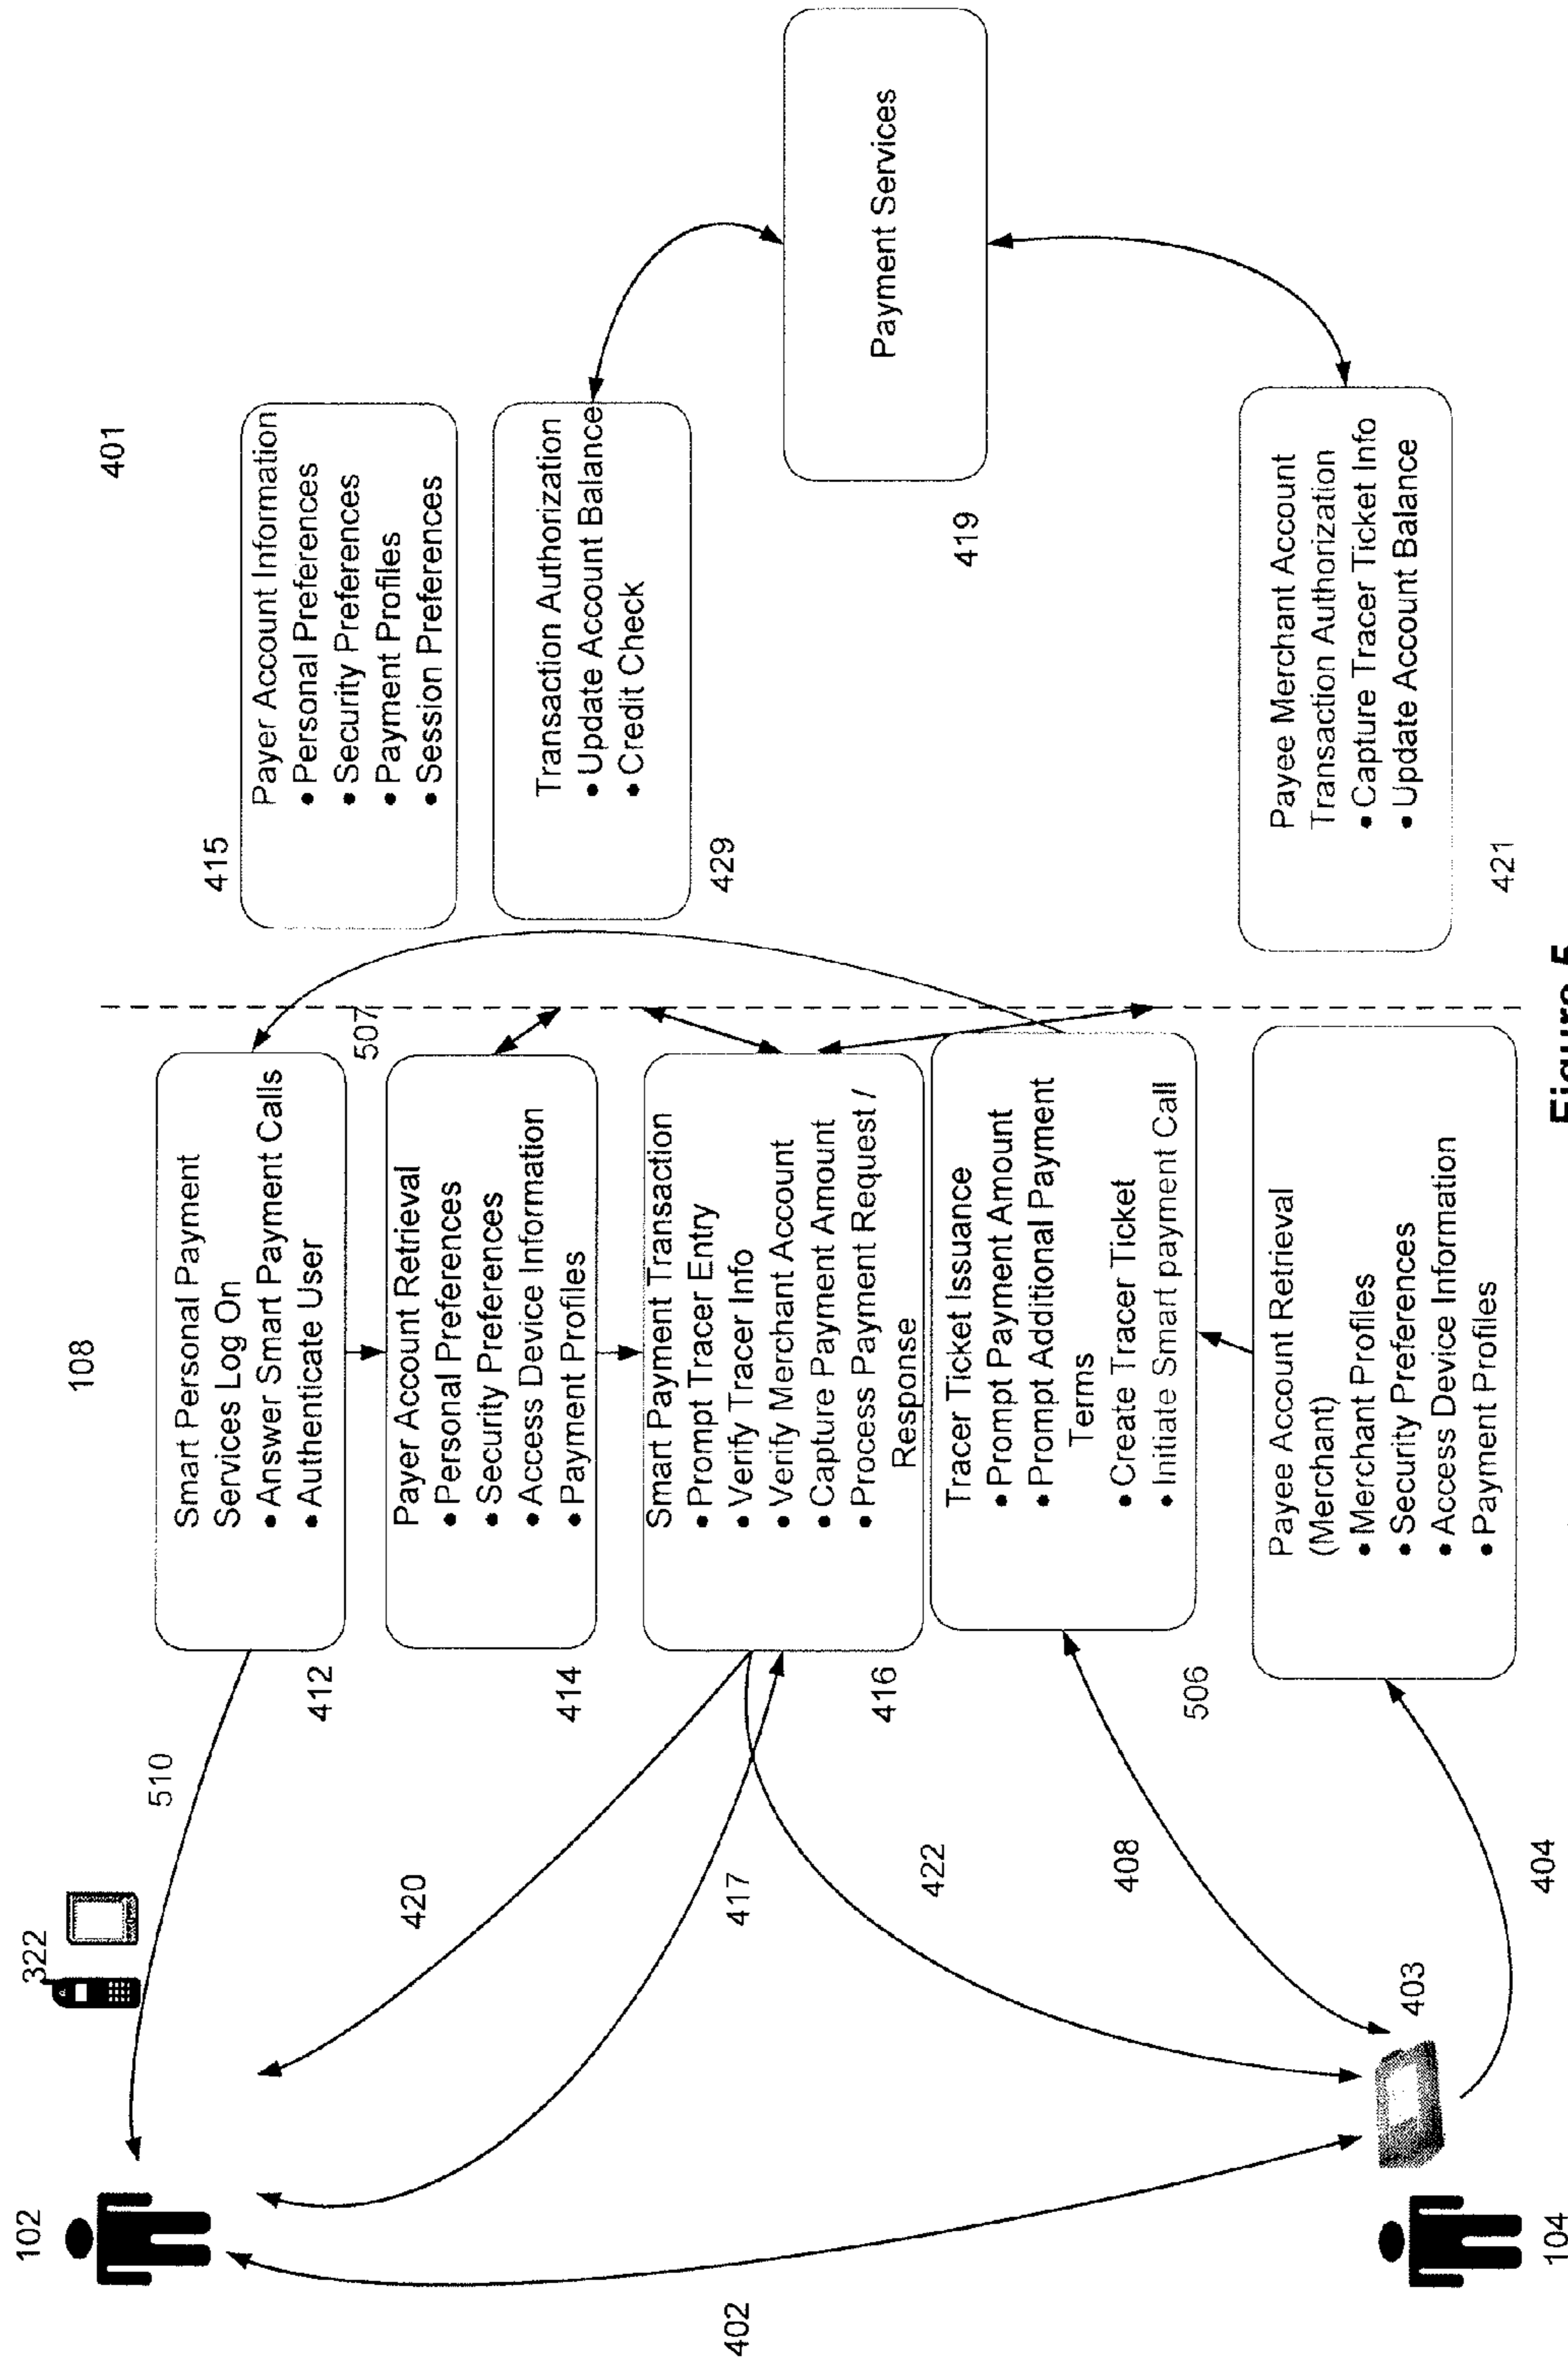 102
322
510
402
420
417
422
408
403
404
104
108
Smart Personal Payment
Services Log On
• Answer Smart Payment Calls
• Authenticate User
412
507
Payer Account Retrieval
• Personal Preferences
• Security Preferences
• Access Device Information
• Payment Profiles
414
Smart Payment Transaction
• Prompt Tracer Entry
• Verify Tracer Info
• Verify Merchant Account
• Capture Payment Amount
• Process Payment Request /
Response
416
Tracer Ticket Issuance
• Prompt Payment Amount
• Prompt Additional Payment
Terms
• Create Tracer Ticket
• Initiate Smart payment Call
506
Payee Account Retrieval
(Merchant)
• Merchant Profiles
• Security Preferences
• Access Device Information
• Payment Profiles
401
415
Payer Account Information
• Personal Preferences
• Security Preferences
• Payment Profiles
• Session Preferences
Transaction Authorization
• Update Account Balance
• Credit Check
429
Payment Services
419
Payee Merchant Account
Transaction Authorization
• Capture Tracer Ticket Info
• Update Account Balance
421
Figure 5